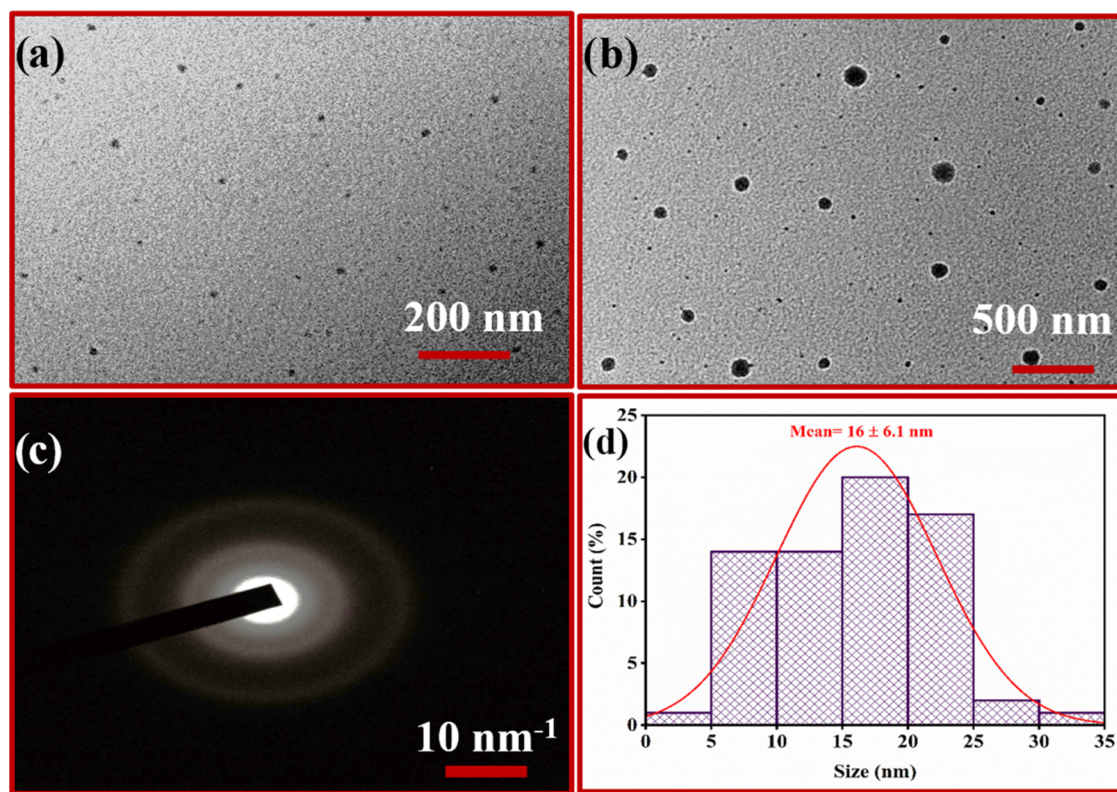 (a)
200 nm
(b)
500 nm
(c)
10 nm⁻¹
(d)
Mean= 16 ± 6.1 nm
Count (%)
25
20
15
10
5
0
0 5 10 15 20 25 30 35
Size (nm)